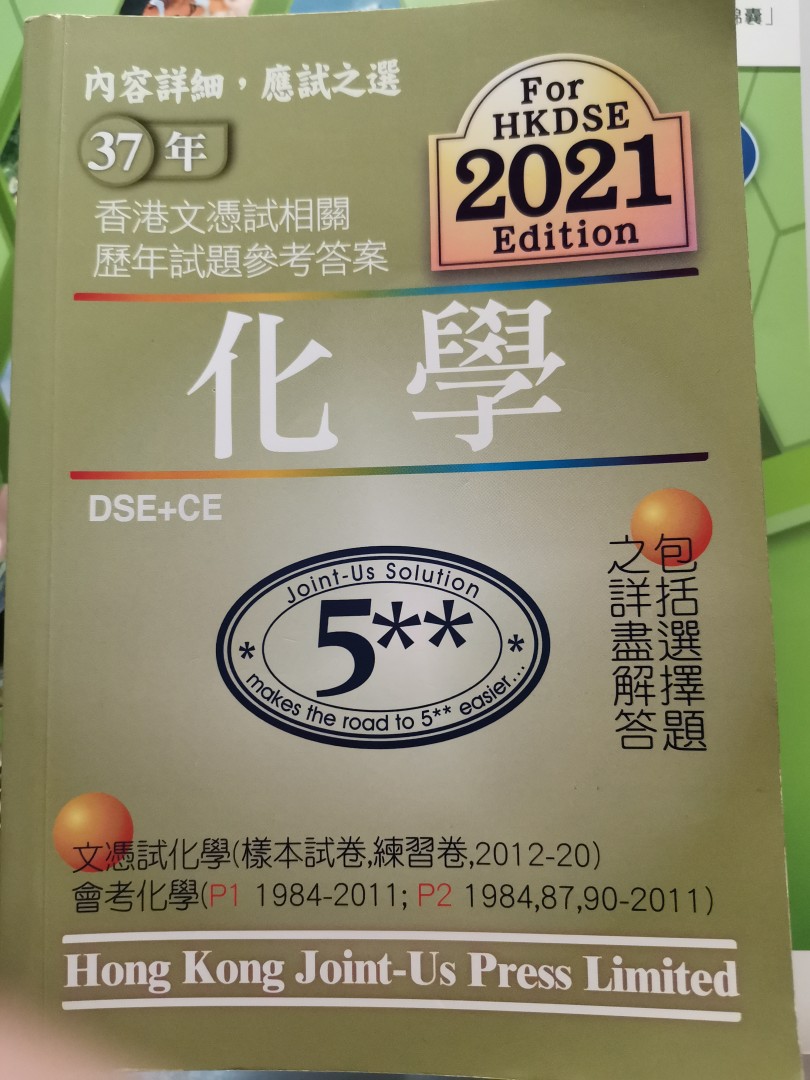 內容詳細，應試之選
37年
香港文憑試相關
歷年試題參考答案
For
HKDSE
2021
Edition
化學
DSE+CE
Joint-Us Solution
* 5** *
makes the road to 5** easier...
包括選擇題
之詳盡解答
文憑試化學(樣本試卷,練習卷,2012-20)
會考化學(P1 1984-2011; P2 1984,87,90-2011)
Hong Kong Joint-Us Press Limited
囊」